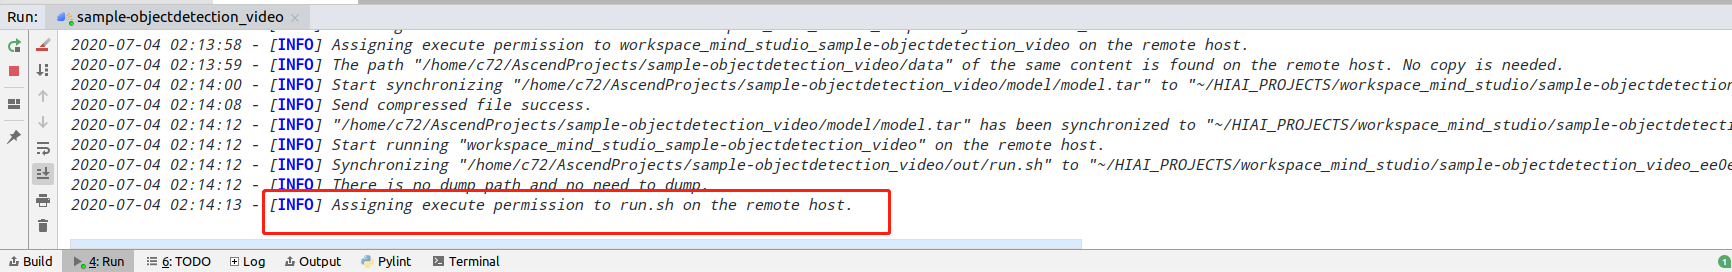 Run: sample-objectdetection_video
2020-07-04 02:13:58 - [INFO] Assigning execute permission to workspace_mind_studio_sample-objectdetection_video on the remote host.
2020-07-04 02:13:59 - [INFO] The path "/home/c72/AscendProjects/sample-objectdetection_video/data" of the same content is found on the remote host. No copy is needed.
2020-07-04 02:14:00 - [INFO] Start synchronizing "/home/c72/AscendProjects/sample-objectdetection_video/model/model.tar" to "~/HIAI_PROJECTS/workspace_mind_studio/sample-objectdetection
2020-07-04 02:14:08 - [INFO] Send compressed file success.
2020-07-04 02:14:12 - [INFO] "/home/c72/AscendProjects/sample-objectdetection_video/model/model.tar" has been synchronized to "~/HIAI_PROJECTS/workspace_mind_studio/sample-objectdetecti
2020-07-04 02:14:12 - [INFO] Start running "workspace_mind_studio_sample-objectdetection_video" on the remote host.
2020-07-04 02:14:12 - [INFO] Synchronizing "/home/c72/AscendProjects/sample-objectdetection_video/out/run.sh" to "~/HIAI_PROJECTS/workspace_mind_studio/sample-objectdetection_video_ee0e
2020-07-04 02:14:12 - [INFO] There is no dump path and no need to dump.
2020-07-04 02:14:13 - [INFO] Assigning execute permission to run.sh on the remote host.
Build 4: Run 6: TODO Log Output Pylint Terminal 1